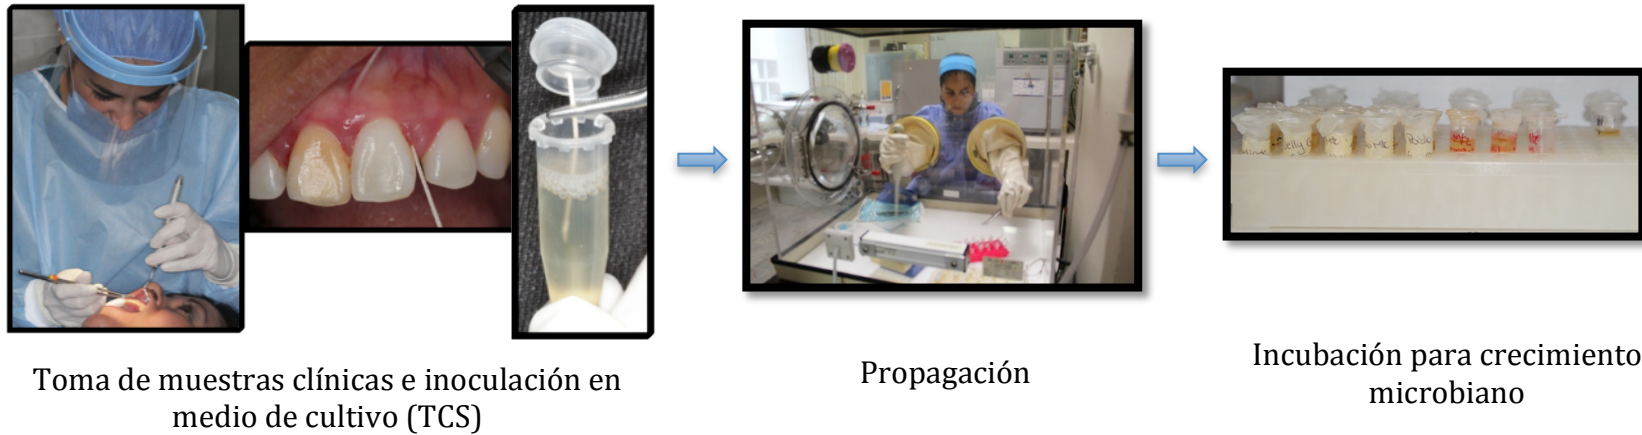 Toma de muestras clínicas e inoculación en
medio de cultivo (TCS)
Propagación
Incubación para crecimiento
microbiano